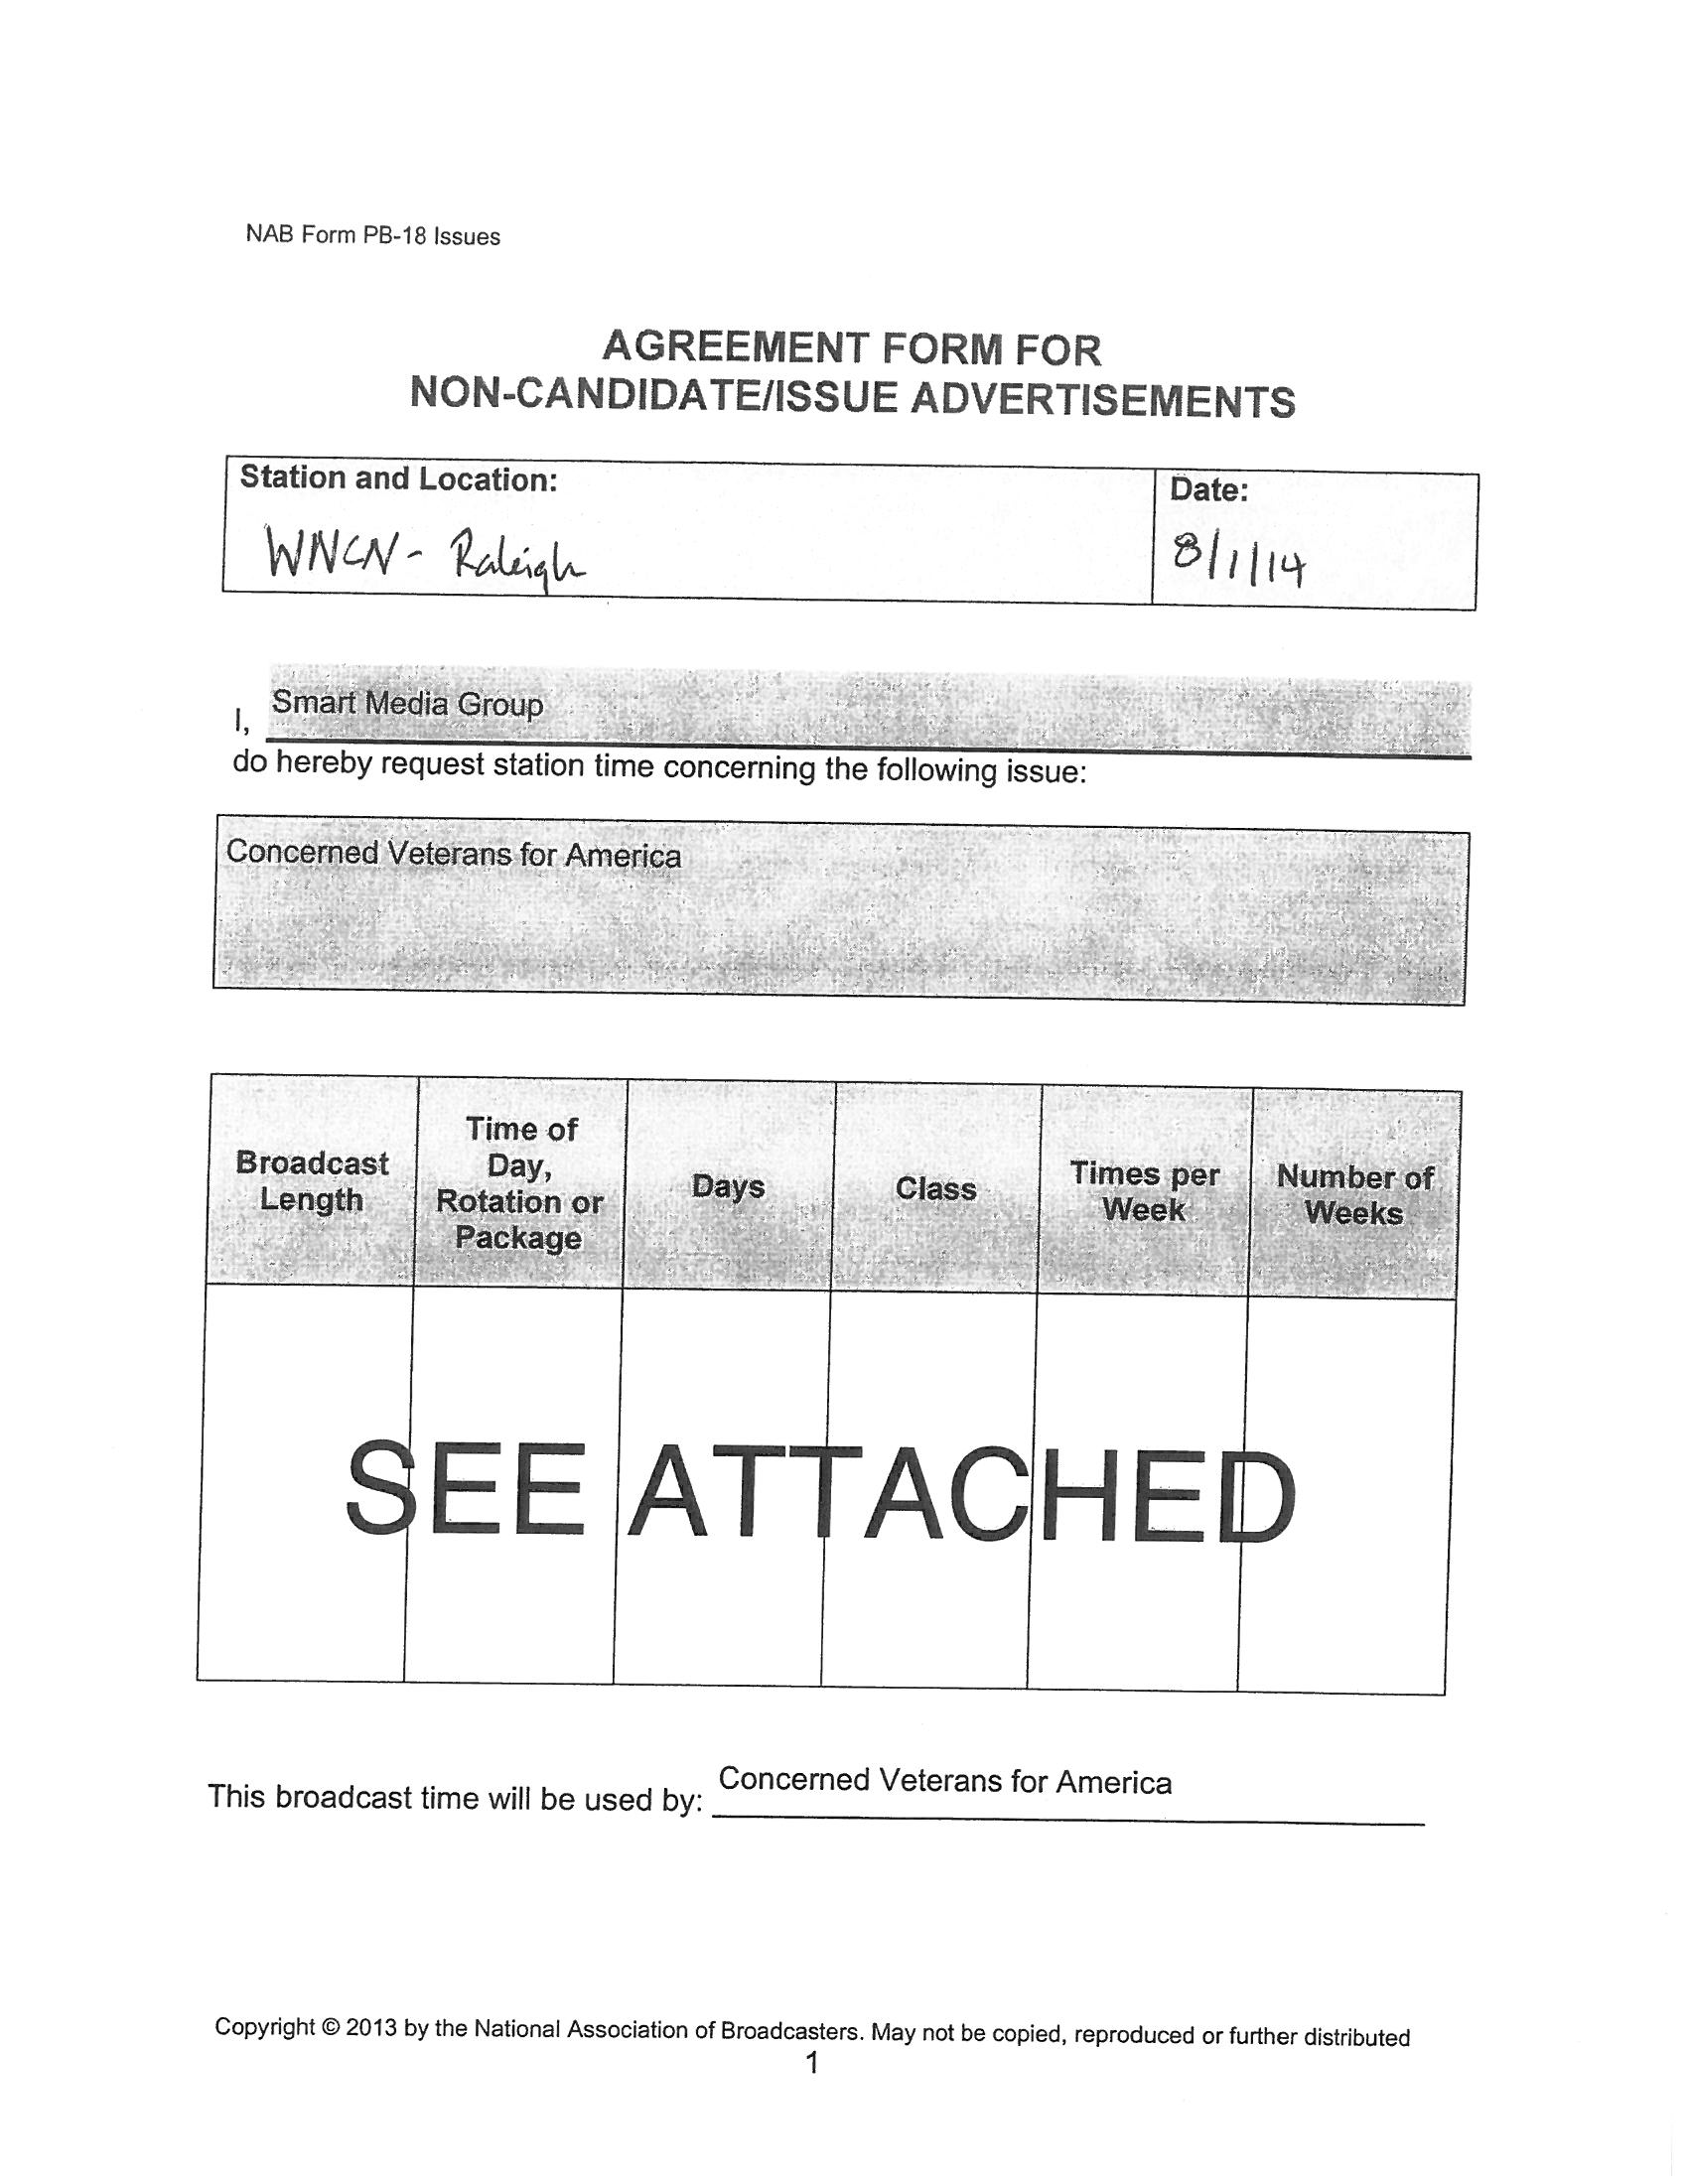 NAB Form PB-18 Issues
AGREEMENT FORM FOR
NON-CANDIDATE/ISSUE ADVERTISEMENTS
Station and Location:
Date:
WNCN - Raleigh
8/1/14
I, Smart Media Group
do hereby request station time concerning the following issue:
Concerned Veterans for America
Broadcast Length
Time of Day, Rotation or Package
Days
Class
Times per Week
Number of Weeks
SEE ATTACHED
This broadcast time will be used by: Concerned Veterans for America
Copyright © 2013 by the National Association of Broadcasters. May not be copied, reproduced or further distributed
1